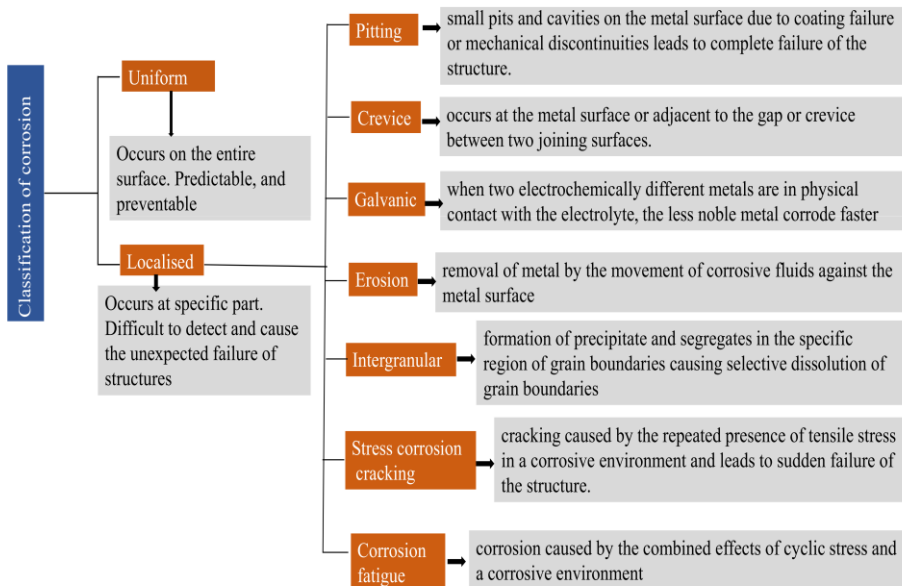 Classification of corrosion
Uniform
Occurs on the entire
surface. Predictable, and
preventable
Localised
Occurs at specific part.
Difficult to detect and cause
the unexpected failure of
structures
Pitting
small pits and cavities on the metal surface due to coating failure
or mechanical discontinuities leads to complete failure of the
structure.
Crevice
occurs at the metal surface or adjacent to the gap or crevice
between two joining surfaces.
Galvanic
when two electrochemically different metals are in physical
contact with the electrolyte, the less noble metal corrode faster
Erosion
removal of metal by the movement of corrosive fluids against the
metal surface
Intergranular
formation of precipitate and segregates in the specific
region of grain boundaries causing selective dissolution of
grain boundaries
Stress corrosion
cracking
cracking caused by the repeated presence of tensile stress
in a corrosive environment and leads to sudden failure of
the structure.
Corrosion
fatigue
corrosion caused by the combined effects of cyclic stress and
a corrosive environment